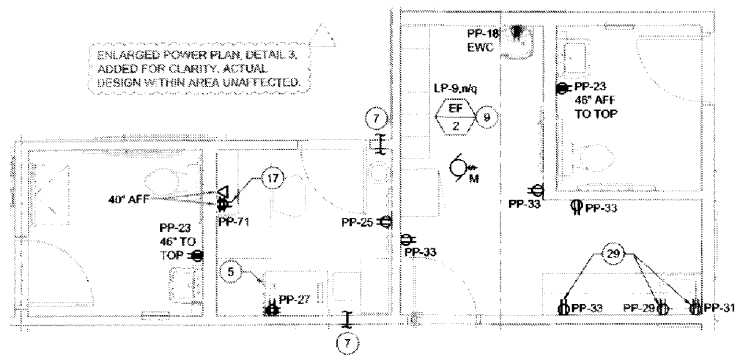 ENLARGED POWER PLAN, DETAIL 3,
ADDED FOR CLARITY. ACTUAL
DESIGN WITHIN AREA UNAFFECTED.
PP-18
EWC
LP-9,n/q
EF
2
9
7
PP-23
46" AFF
TO TOP
M
17
40" AFF
PP-71
PP-23
46" TO
TOP
PP-25
PP-33
PP-33
PP-33
5
PP-27
29
PP-33
PP-29
PP-31
7